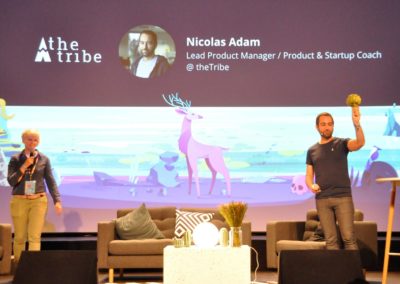 the
tribe
Nicolas Adam
Lead Product Manager / Product & Startup Coach
@ theTribe